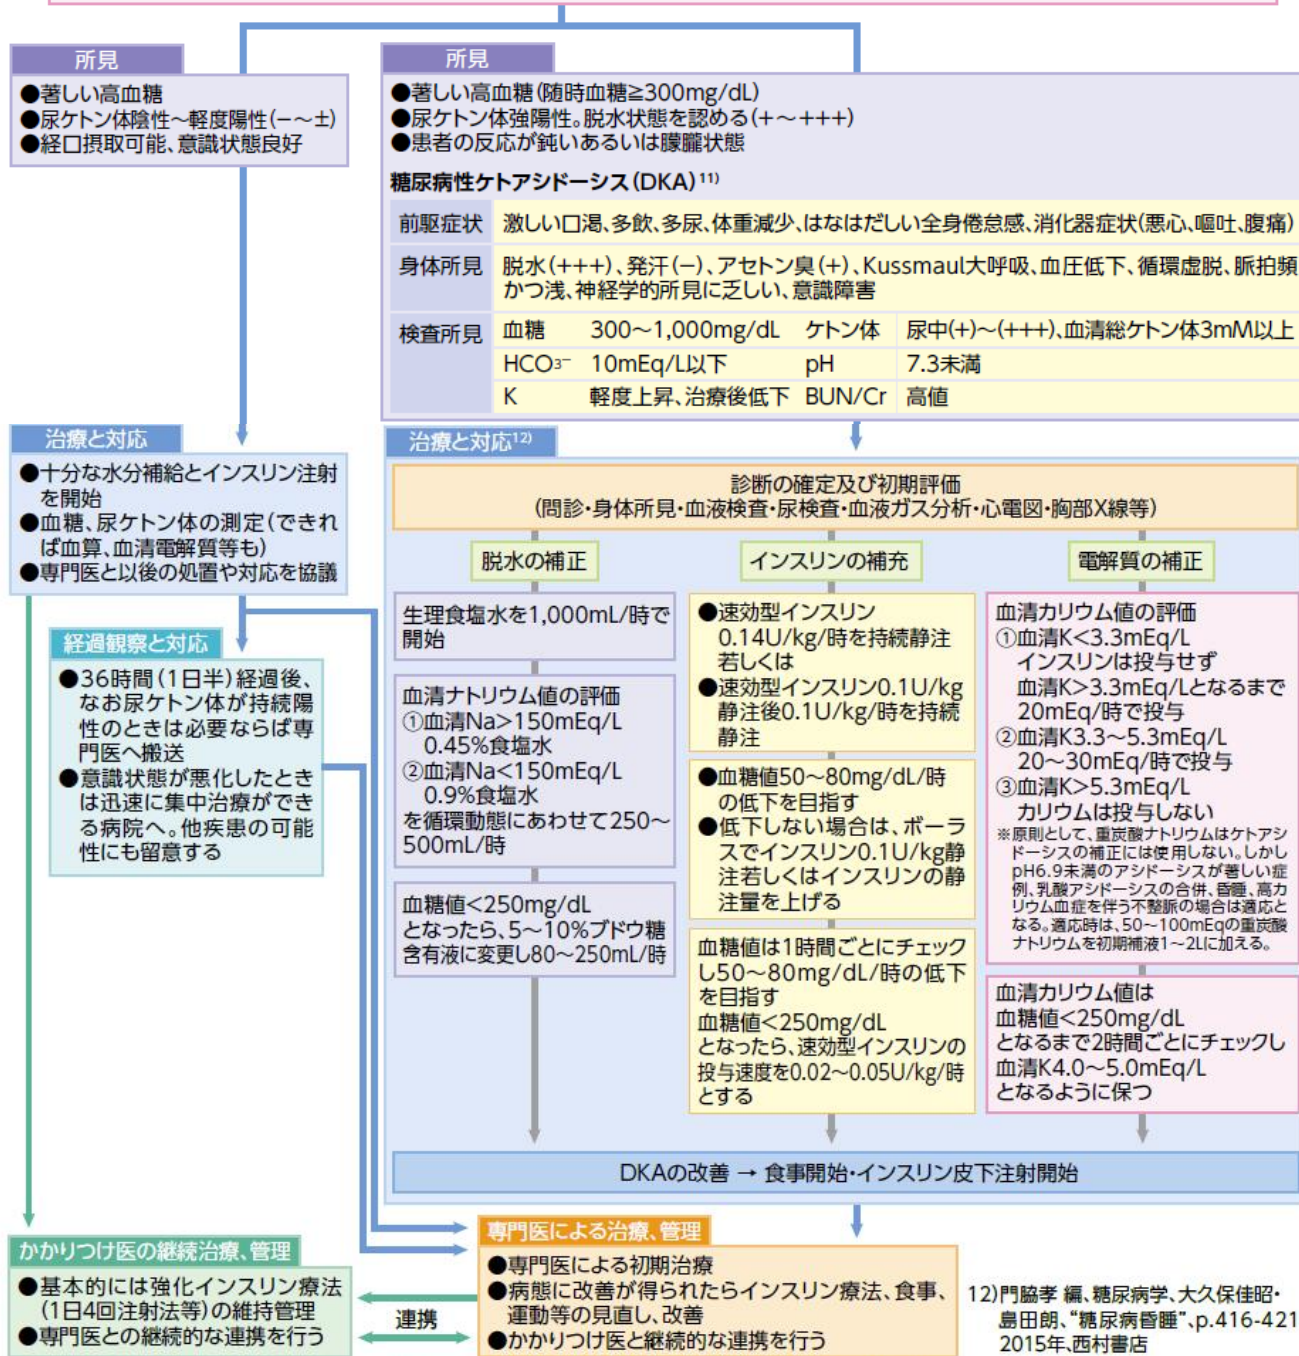 所見
●著しい高血糖
●尿ケトン体陰性～軽度陽性(－～±)
●経口摂取可能、意識状態良好
所見
●著しい高血糖(随時血糖≧300mg/dL)
●尿ケトン体強陽性。脱水状態を認める(+～+++)
●患者の反応が鈍いあるいは朦朧状態
糖尿病性ケトアシドーシス(DKA)11)
前駆症状 激しい口渇、多飲、多尿、体重減少、はなはだしい全身倦怠感、消化器症状(悪心、嘔吐、腹痛)
身体所見 脱水(+++)、発汗(－)、アセトン臭(+)、Kussmaul大呼吸、血圧低下、循環虚脱、脈拍頻
かつ浅、神経学的所見に乏しい、意識障害
検査所見 血糖 300～1,000mg/dL ケトン体 尿中(+)～(+++)、血清総ケトン体3mM以上
HCO3− 10mEq/L以下 pH 7.3未満
K 軽度上昇、治療後低下 BUN/Cr 高値
治療と対応
●十分な水分補給とインスリン注射
を開始
●血糖、尿ケトン体の測定(できれ
ば血算、血清電解質等も)
●専門医と以後の処置や対応を協議
経過観察と対応
●36時間(1日半)経過後、
なお尿ケトン体が持続陽
性のときは必要ならば専
門医へ搬送
●意識状態が悪化したとき
は迅速に集中治療ができ
る病院へ。他疾患の可能
性にも留意する
治療と対応12)
診断の確定及び初期評価
(問診・身体所見・血液検査・尿検査・血液ガス分析・心電図・胸部X線等)
脱水の補正
生理食塩水を1,000mL/時で
開始
血清ナトリウム値の評価
①血清Na>150mEq/L
0.45%食塩水
②血清Na<150mEq/L
0.9%食塩水
を循環動態にあわせて250～
500mL/時
血糖値<250mg/dL
となったら、5～10%ブドウ糖
含有液に変更し80～250mL/時
インスリンの補充
●速効型インスリン
0.14U/kg/時を持続静注
若しくは
●速効型インスリン0.1U/kg
静注後0.1U/kg/時を持続
静注
●血糖値50～80mg/dL/時
の低下を目指す
●低下しない場合は、ボーラ
スでインスリン0.1U/kg静
注若しくはインスリンの静
注量を上げる
血糖値は1時間ごとにチェック
し50～80mg/dL/時の低下
を目指す
血糖値<250mg/dL
となったら、速効型インスリンの
投与速度を0.02～0.05U/kg/時
とする
電解質の補正
血清カリウム値の評価
①血清K<3.3mEq/L
インスリンは投与せず
血清K>3.3mEq/Lとなるまで
20mEq/時で投与
②血清K3.3～5.3mEq/L
20～30mEq/時で投与
③血清K>5.3mEq/L
カリウムは投与しない
※原則として、重炭酸ナトリウムはケトアシ
ドーシスの補正には使用しない。しかし
pH6.9未満のアシドーシスが著しい症
例、乳酸アシドーシスの合併、昏睡、高カ
リウム血症を伴う不整脈の場合は適応と
なる。適応時は、50～100mEqの重炭酸
ナトリウムを初期補液1～2Lに加える。
血清カリウム値は
血糖値<250mg/dL
となるまで2時間ごとにチェックし
血清K4.0～5.0mEq/L
となるように保つ
DKAの改善 → 食事開始・インスリン皮下注射開始
かかりつけ医の継続治療、管理
●基本的には強化インスリン療法
(1日4回注射法等)の維持管理
●専門医との継続的な連携を行う
連携
専門医による治療、管理
●専門医による初期治療
●病態に改善が得られたらインスリン療法、食事、
運動等の見直し、改善
●かかりつけ医と継続的な連携を行う
12)門脇孝 編、糖尿病学、大久保佳昭・
島田朗、“糖尿病昏睡”、p.416-421
2015年、西村書店